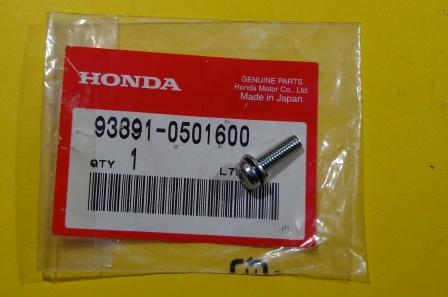 HONDA
GENUINE PARTS
Honda Motor Co., Ltd.
Made in Japan
93891-0501600
QTY 1